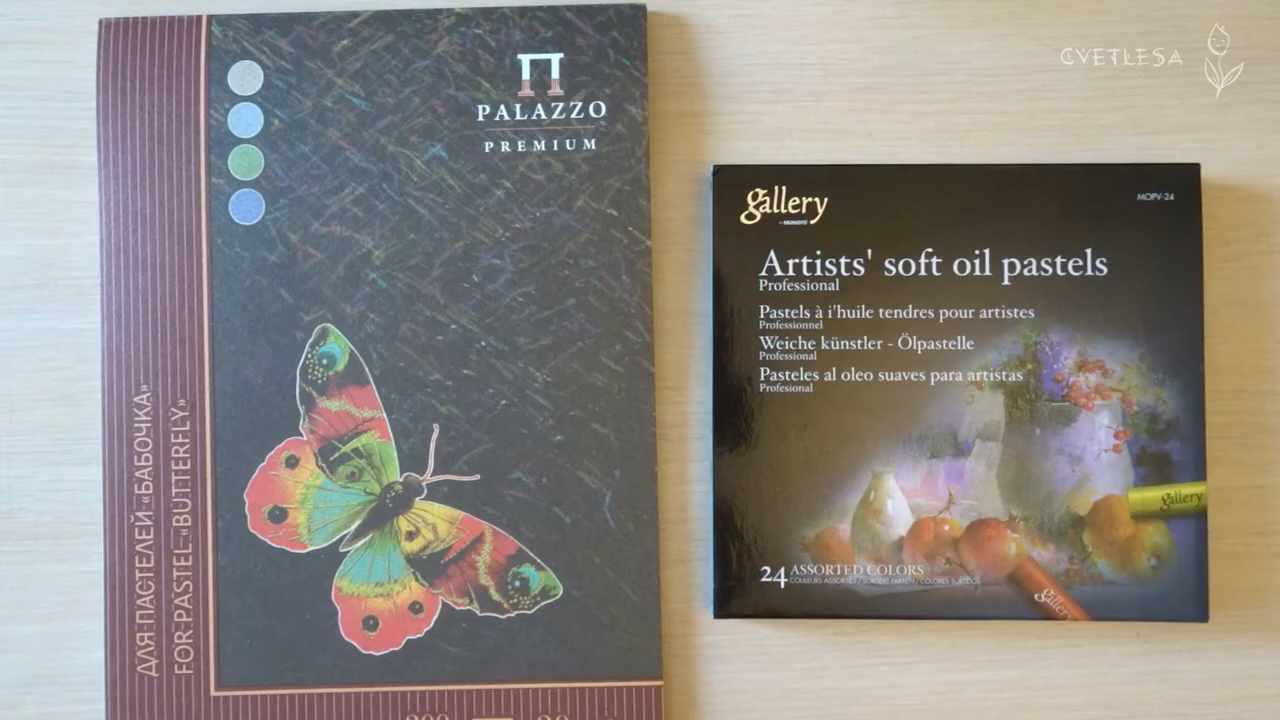 PALAZZO
PREMIUM
ДЛЯ ПАСТЕЛЕЙ «БАБОЧКА»
FOR PASTEL «BUTTERFLY»
CVETLESA
gallery
MOPV-24
Artists' soft oil pastels
Professional
Pastels à i'huile tendres pour artistes
Professionnel
Weiche künstler - Ölpastelle
Professional
Pasteles al oleo suaves para artistas
Profesional
gallery
24 ASSORTED COLORS
gallery